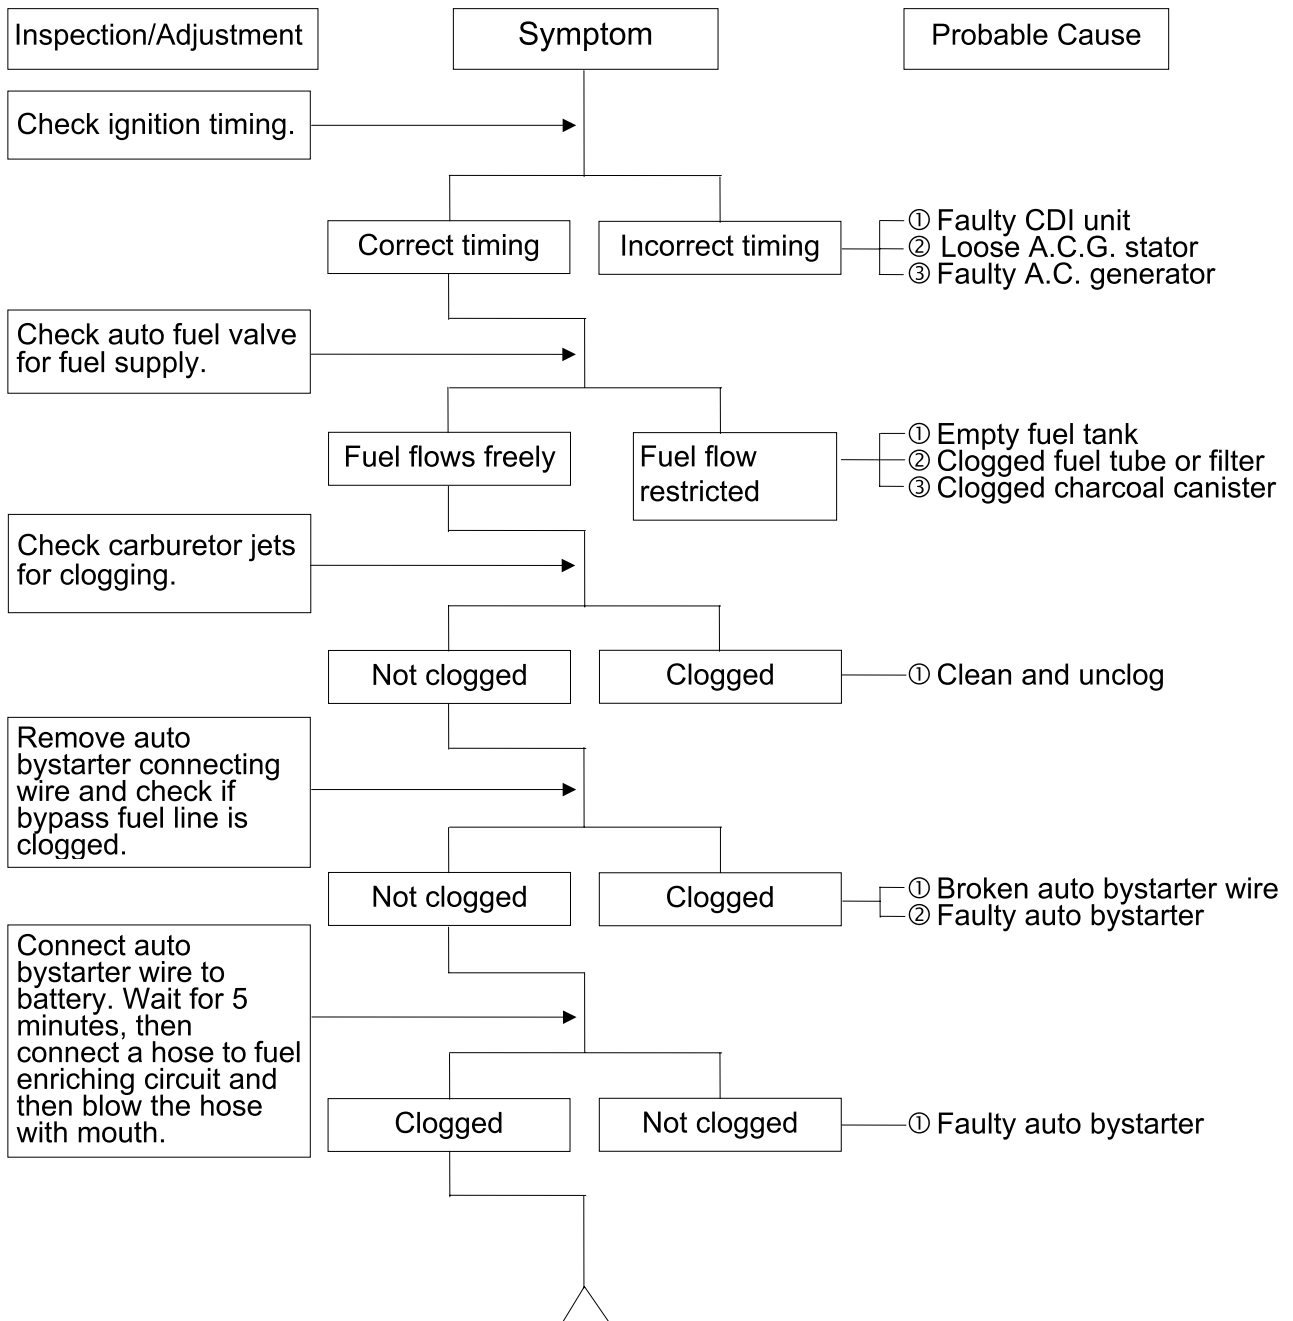 Inspection/Adjustment
Symptom
Probable Cause
Check ignition timing.
Correct timing
Incorrect timing
① Faulty CDI unit
② Loose A.C.G. stator
③ Faulty A.C. generator
Check auto fuel valve
for fuel supply.
Fuel flows freely
Fuel flow
restricted
① Empty fuel tank
② Clogged fuel tube or filter
③ Clogged charcoal canister
Check carburetor jets
for clogging.
Not clogged
Clogged
① Clean and unclog
Remove auto
bystarter connecting
wire and check if
bypass fuel line is
clogged.
Not clogged
Clogged
① Broken auto bystarter wire
② Faulty auto bystarter
Connect auto
bystarter wire to
battery. Wait for 5
minutes, then
connect a hose to fuel
enriching circuit and
then blow the hose
with mouth.
Clogged
Not clogged
① Faulty auto bystarter